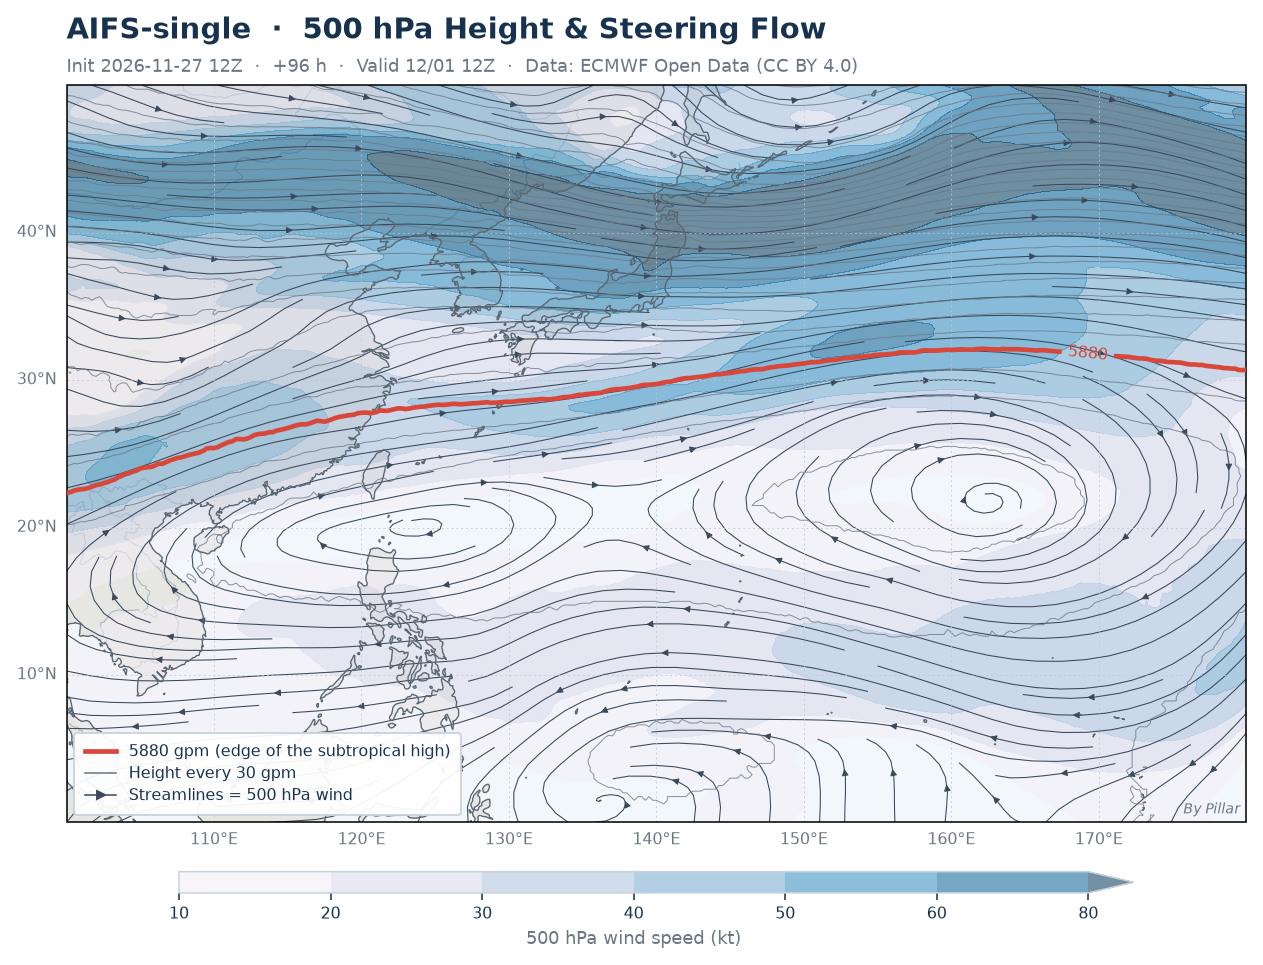 AIFS-single · 500 hPa Height & Steering Flow
Init 2026-11-27 12Z · +96 h · Valid 12/01 12Z · Data: ECMWF Open Data (CC BY 4.0)
40°N
30°N
20°N
10°N
5880
5880 gpm (edge of the subtropical high)
Height every 30 gpm
Streamlines = 500 hPa wind
By Pillar
110°E 120°E 130°E 140°E 150°E 160°E 170°E
10 20 30 40 50 60 80
500 hPa wind speed (kt)